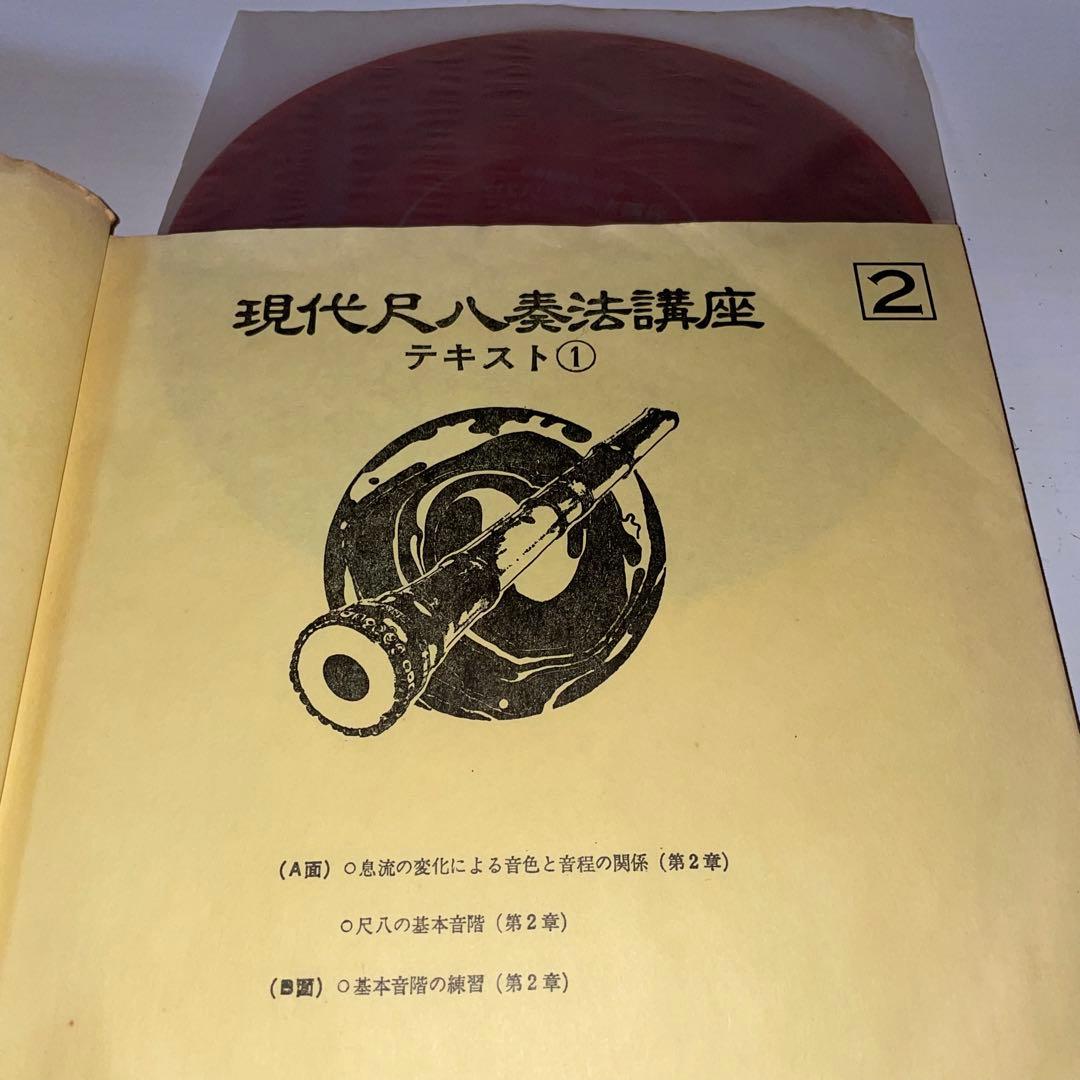 2
現代尺八奏法講座
テキスト①
(A面) ○息流の変化による音色と音程の関係 (第2章)
○尺八の基本音階 (第2章)
(B面) ○基本音階の練習 (第2章)